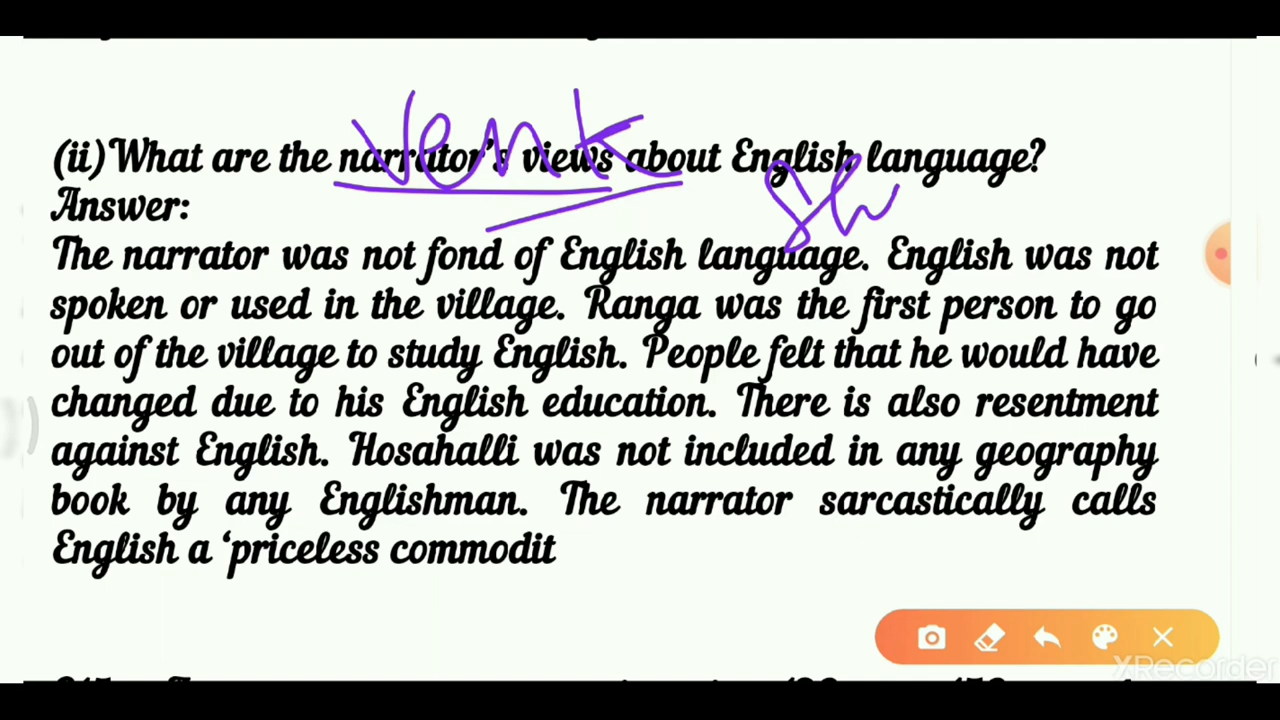 venk
(ii)What are the narrator's views about English language?
sh
Answer:
The narrator was not fond of English language. English was not
spoken or used in the village. Ranga was the first person to go
out of the village to study English. People felt that he would have
changed due to his English education. There is also resentment
against English. Hosahalli was not included in any geography
book by any Englishman. The narrator sarcastically calls
English a ‘priceless commodit
XRecorder